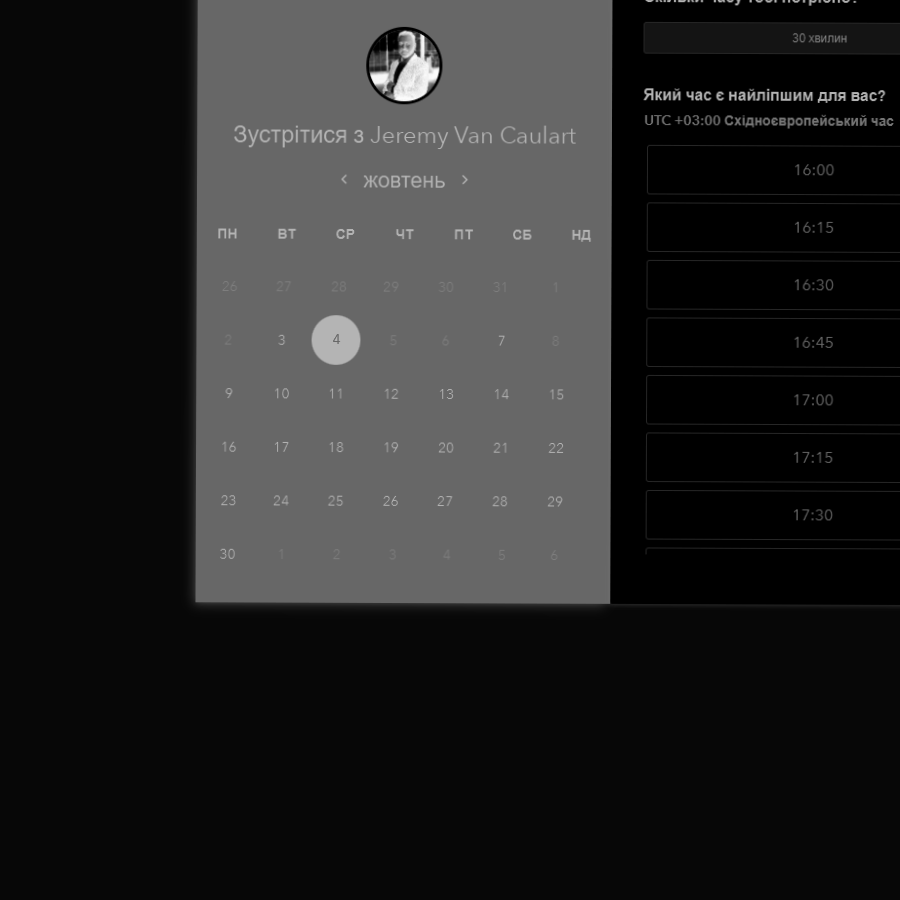 Зустрітися з Jeremy Van Caulart
жовтень
ПН ВТ СР ЧТ ПТ СБ НД
26 27 28 29 30 31 1
2 3 4 5 6 7 8
9 10 11 12 13 14 15
16 17 18 19 20 21 22
23 24 25 26 27 28 29
30 1 2 3 4 5 6
Скільки часу тобі потрібно?
30 хвилин
Який час є найліпшим для вас?
UTC +03:00 Східноєвропейський час
16:00
16:15
16:30
16:45
17:00
17:15
17:30